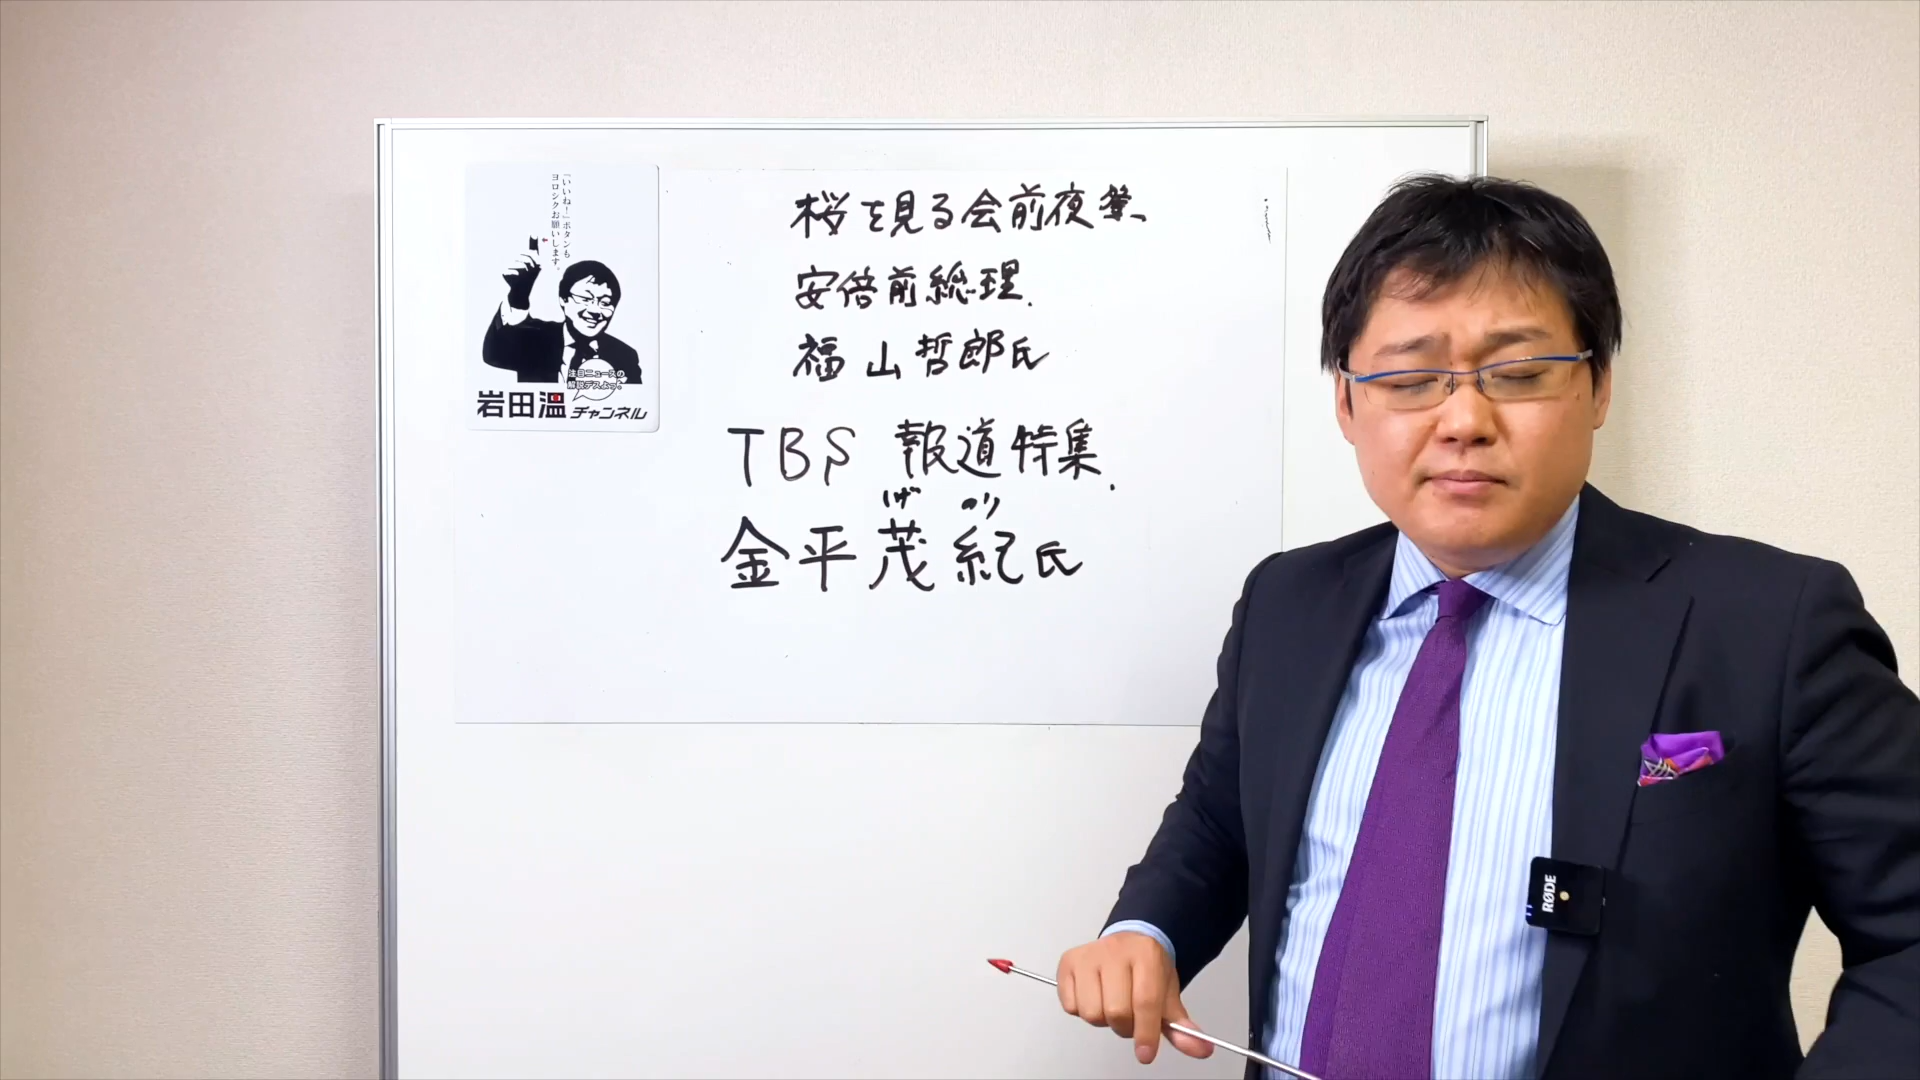 「いいね！」ボタンも
ヨロシクお願いします。
注目ニュースの
解説デスよっ。
岩田温チャンネル
桜を見る会前夜祭、
安倍前総理.
福山哲郎氏
TBS 報道特集.
しげ のり
金平茂紀氏
RØDE